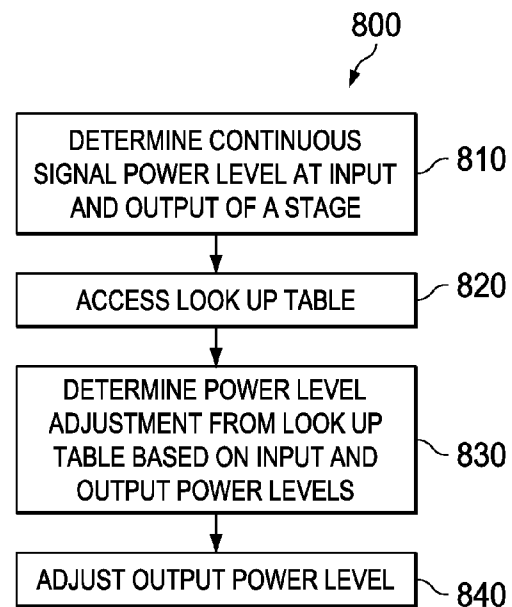 800
DETERMINE CONTINUOUS
SIGNAL POWER LEVEL AT INPUT
AND OUTPUT OF A STAGE
810
ACCESS LOOK UP TABLE
820
DETERMINE POWER LEVEL
ADJUSTMENT FROM LOOK UP
TABLE BASED ON INPUT AND
OUTPUT POWER LEVELS
830
ADJUST OUTPUT POWER LEVEL
840